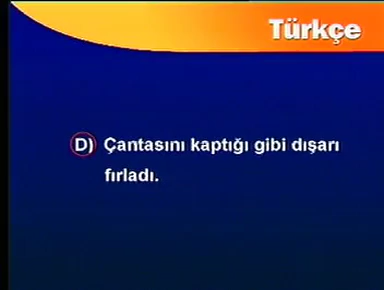 Türkçe
D) Çantasını kaptığı gibi dışarı
fırladı.